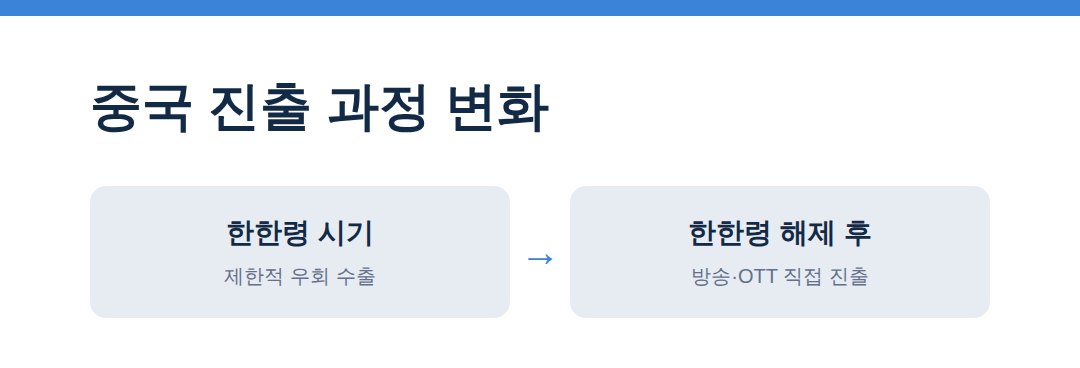 중국 진출 과정 변화
한한령 시기
제한적 우회 수출
→
한한령 해제 후
방송·OTT 직접 진출